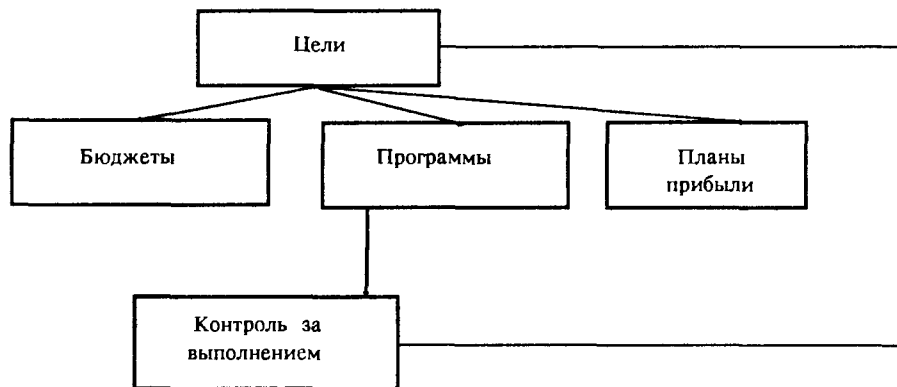 Цели
Бюджеты
Программы
Планы
прибыли
Контроль за
выполнением